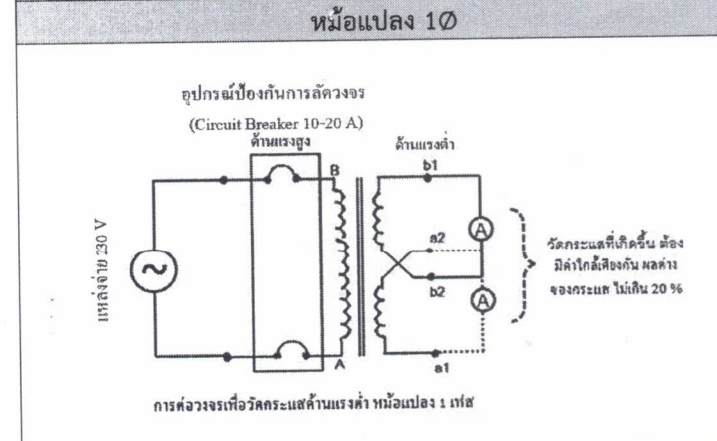 หม้อแปลง 1Ø
อุปกรณ์ป้องกันการลัดวงจร
(Circuit Breaker 10-20 A)
ด้านแรงสูง
ด้านแรงต่ำ
b1
B
A
a2
แหล่งจ่าย 230 V
วัดกระแสที่เกิดขึ้น ต้อง
มีค่าใกล้เคียงกัน ผลต่าง
ของกระแส ไม่เกิน 20 %
b2
A
A
a1
การต่อวงจรเพื่อวัดกระแสด้านแรงต่ำ หม้อแปลง 1 เฟส